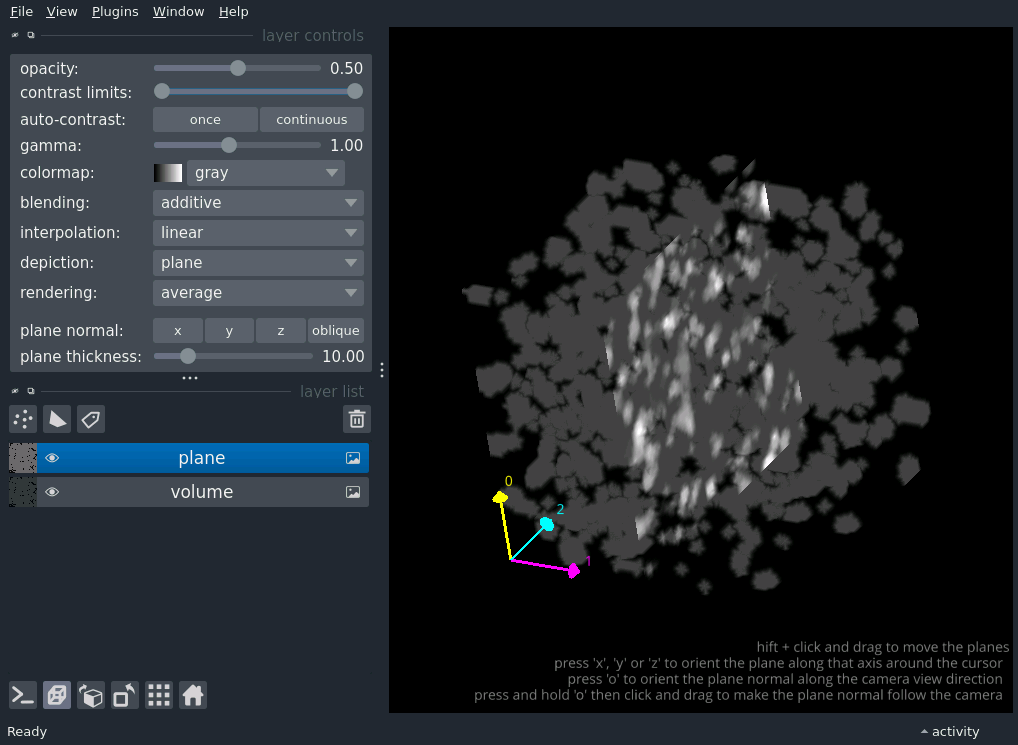 File View Plugins Window Help
layer controls
opacity: 0.50
contrast limits:
auto-contrast: once continuous
gamma: 1.00
colormap: gray
blending: additive
interpolation: linear
depiction: plane
rendering: average
plane normal: x y z oblique
plane thickness: 10.00
layer list
plane
volume
0
2
1
hift + click and drag to move the planes
press 'x', 'y' or 'z' to orient the plane along that axis around the cursor
press 'o' to orient the plane normal along the camera view direction
press and hold 'o' then click and drag to make the plane normal follow the camera
Ready activity